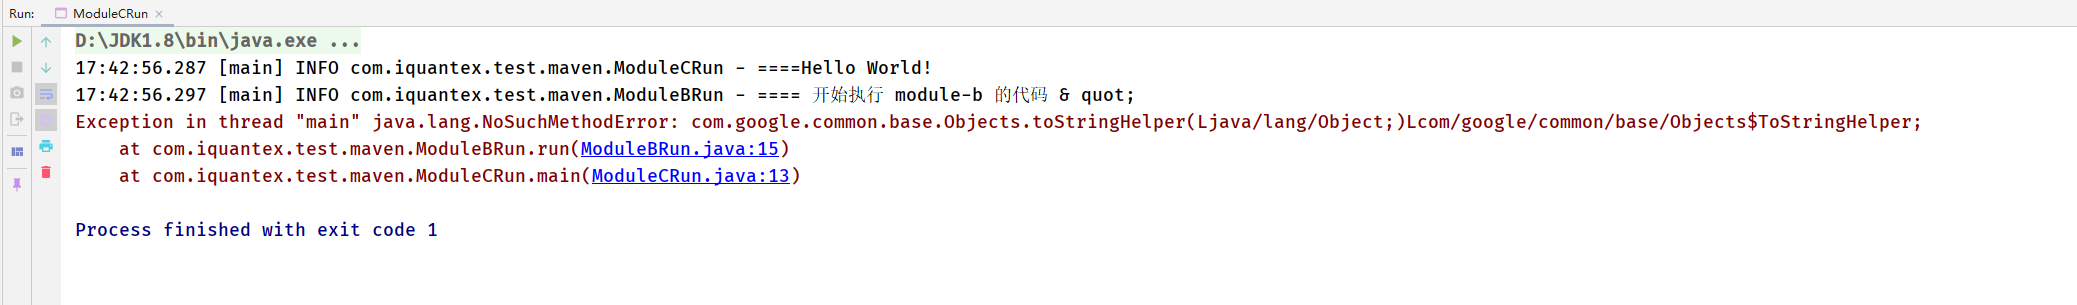 Run: ModuleCRun ×
D:\JDK1.8\bin\java.exe ...
17:42:56.287 [main] INFO com.iquantex.test.maven.ModuleCRun - ====Hello World!
17:42:56.297 [main] INFO com.iquantex.test.maven.ModuleBRun - ==== 开始执行 module-b 的代码 & quot;
Exception in thread "main" java.lang.NoSuchMethodError: com.google.common.base.Objects.toStringHelper(Ljava/lang/Object;)Lcom/google/common/base/Objects$ToStringHelper;
    at com.iquantex.test.maven.ModuleBRun.run(ModuleBRun.java:15)
    at com.iquantex.test.maven.ModuleCRun.main(ModuleCRun.java:13)
Process finished with exit code 1